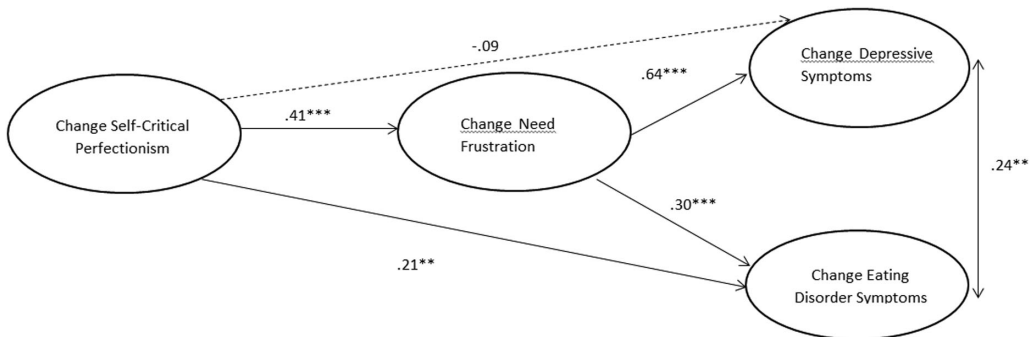 -.09
Change Depressive
Symptoms
.64***
Change Self-Critical
Perfectionism
.41***
Change Need
Frustration
.24**
.30***
.21**
Change Eating
Disorder Symptoms